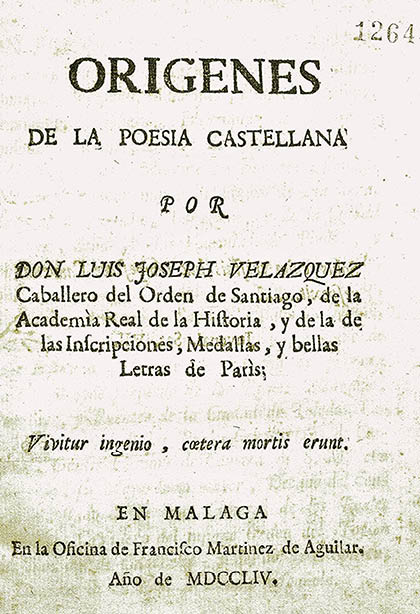 1264
ORIGENES
DE LA POESIA CASTELLANA
POR
DON LUIS JOSEPH VELAZQUEZ
Caballero del Orden de Santiago, de la
Academia Real de la Hiſtoria, y de la de
las Inſcripciones, Medallas, y bellas
Letras de Parìs;
Vivitur ingenio, cœtera mortis erunt.
EN MALAGA
En la Oficina de Franciſco Martinez de Aguilar.
Año de MDCCLIV.